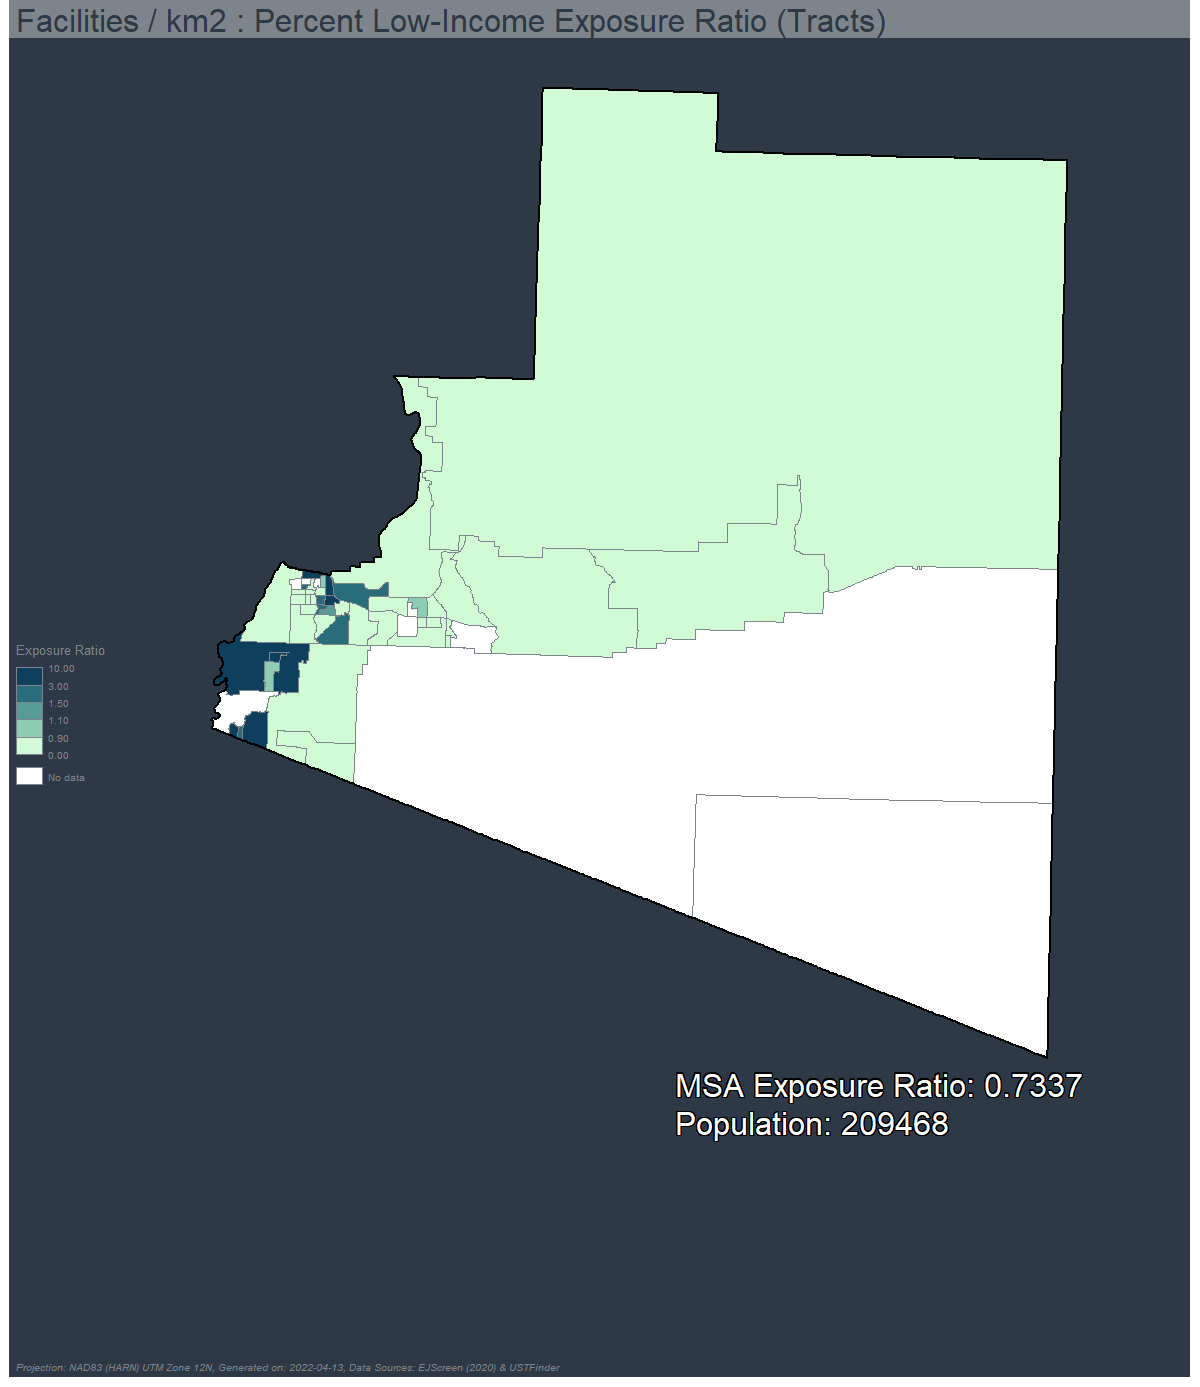 Facilities / km2 : Percent Low-Income Exposure Ratio (Tracts)
Exposure Ratio
10.00
3.00
1.50
1.10
0.90
0.00
No data
MSA Exposure Ratio: 0.7337
Population: 209468
Projection: NAD83 (HARN) UTM Zone 12N, Generated on: 2022-04-13, Data Sources: EJScreen (2020) & USTFinder